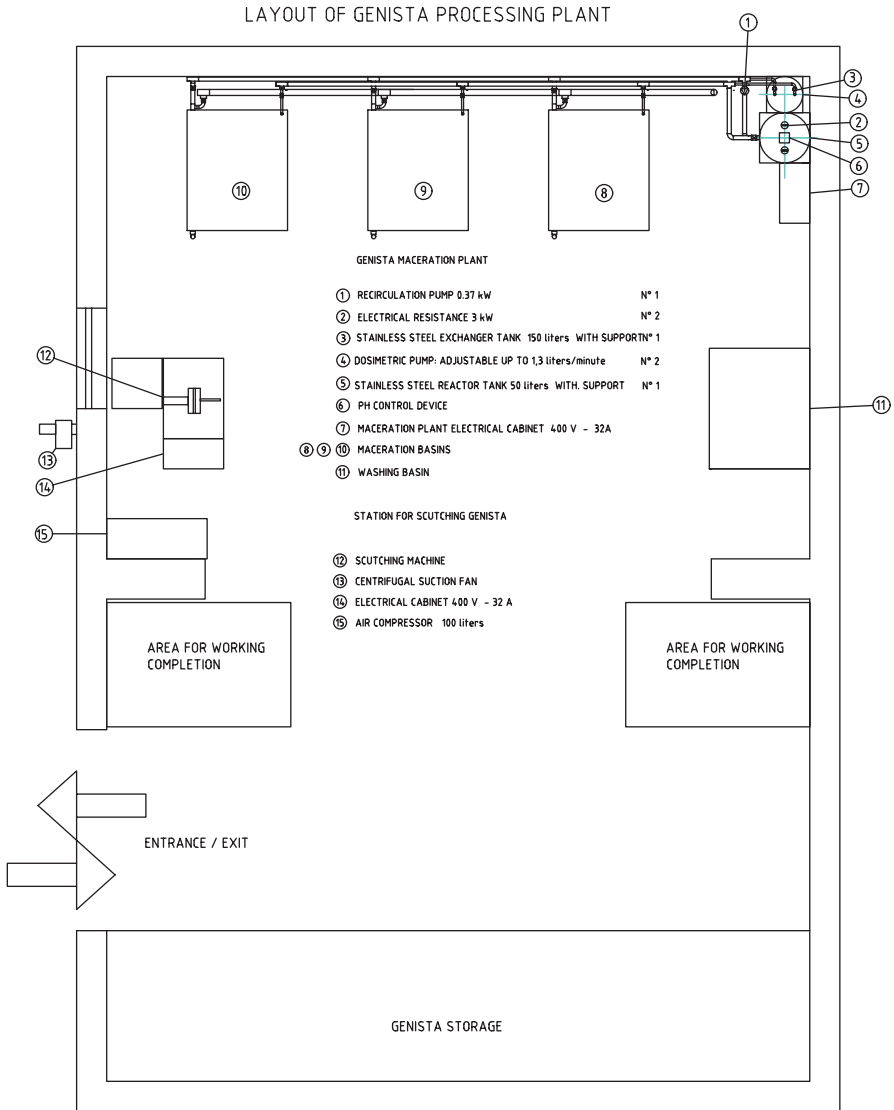 LAYOUT OF GENISTA PROCESSING PLANT
1
3
4
2
5
6
7
10
9
8
GENISTA MACERATION PLANT
1 RECIRCULATION PUMP 0.37 kW N° 1
2 ELECTRICAL RESISTANCE 3 kW N° 2
3 STAINLESS STEEL EXCHANGER TANK 150 liters WITH SUPPORT N° 1
4 DOSIMETRIC PUMP: ADJUSTABLE UP TO 1,3 liters/minute N° 2
5 STAINLESS STEEL REACTOR TANK 50 liters WITH. SUPPORT N° 1
6 PH CONTROL DEVICE
7 MACERATION PLANT ELECTRICAL CABINET 400 V - 32A
8 9 10 MACERATION BASINS
11 WASHING BASIN
12
13
14
15
11
STATION FOR SCUTCHING GENISTA
12 SCUTCHING MACHINE
13 CENTRIFUGAL SUCTION FAN
14 ELECTRICAL CABINET 400 V - 32 A
15 AIR COMPRESSOR 100 liters
AREA FOR WORKING
COMPLETION
AREA FOR WORKING
COMPLETION
ENTRANCE / EXIT
GENISTA STORAGE